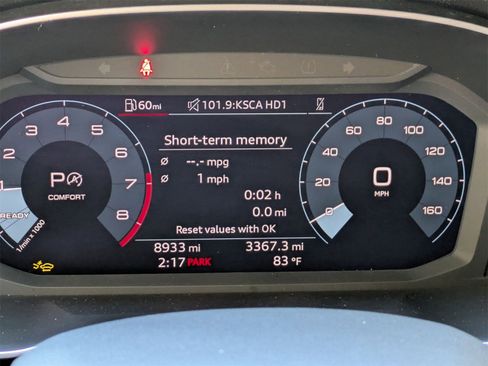 60mi 101.9:KSCA HD1
Short-term memory
Ø --.- mpg
Ø 1 mph
0:02 h
0.0 mi
Reset values with OK
8933 mi 3367.3 mi
2:17 PARK 83 °F
1 2 3 4 5 6 7 8
P
COMFORT
READY
1/min x 1000
0 20 40 60 80 100 120 140 160
0
MPH